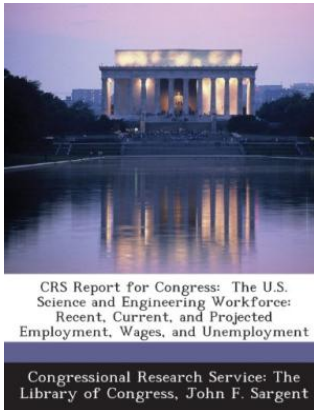 CRS Report for Congress: The U.S.
Science and Engineering Workforce:
Recent, Current, and Projected
Employment, Wages, and Unemployment
Congressional Research Service: The
Library of Congress, John F. Sargent